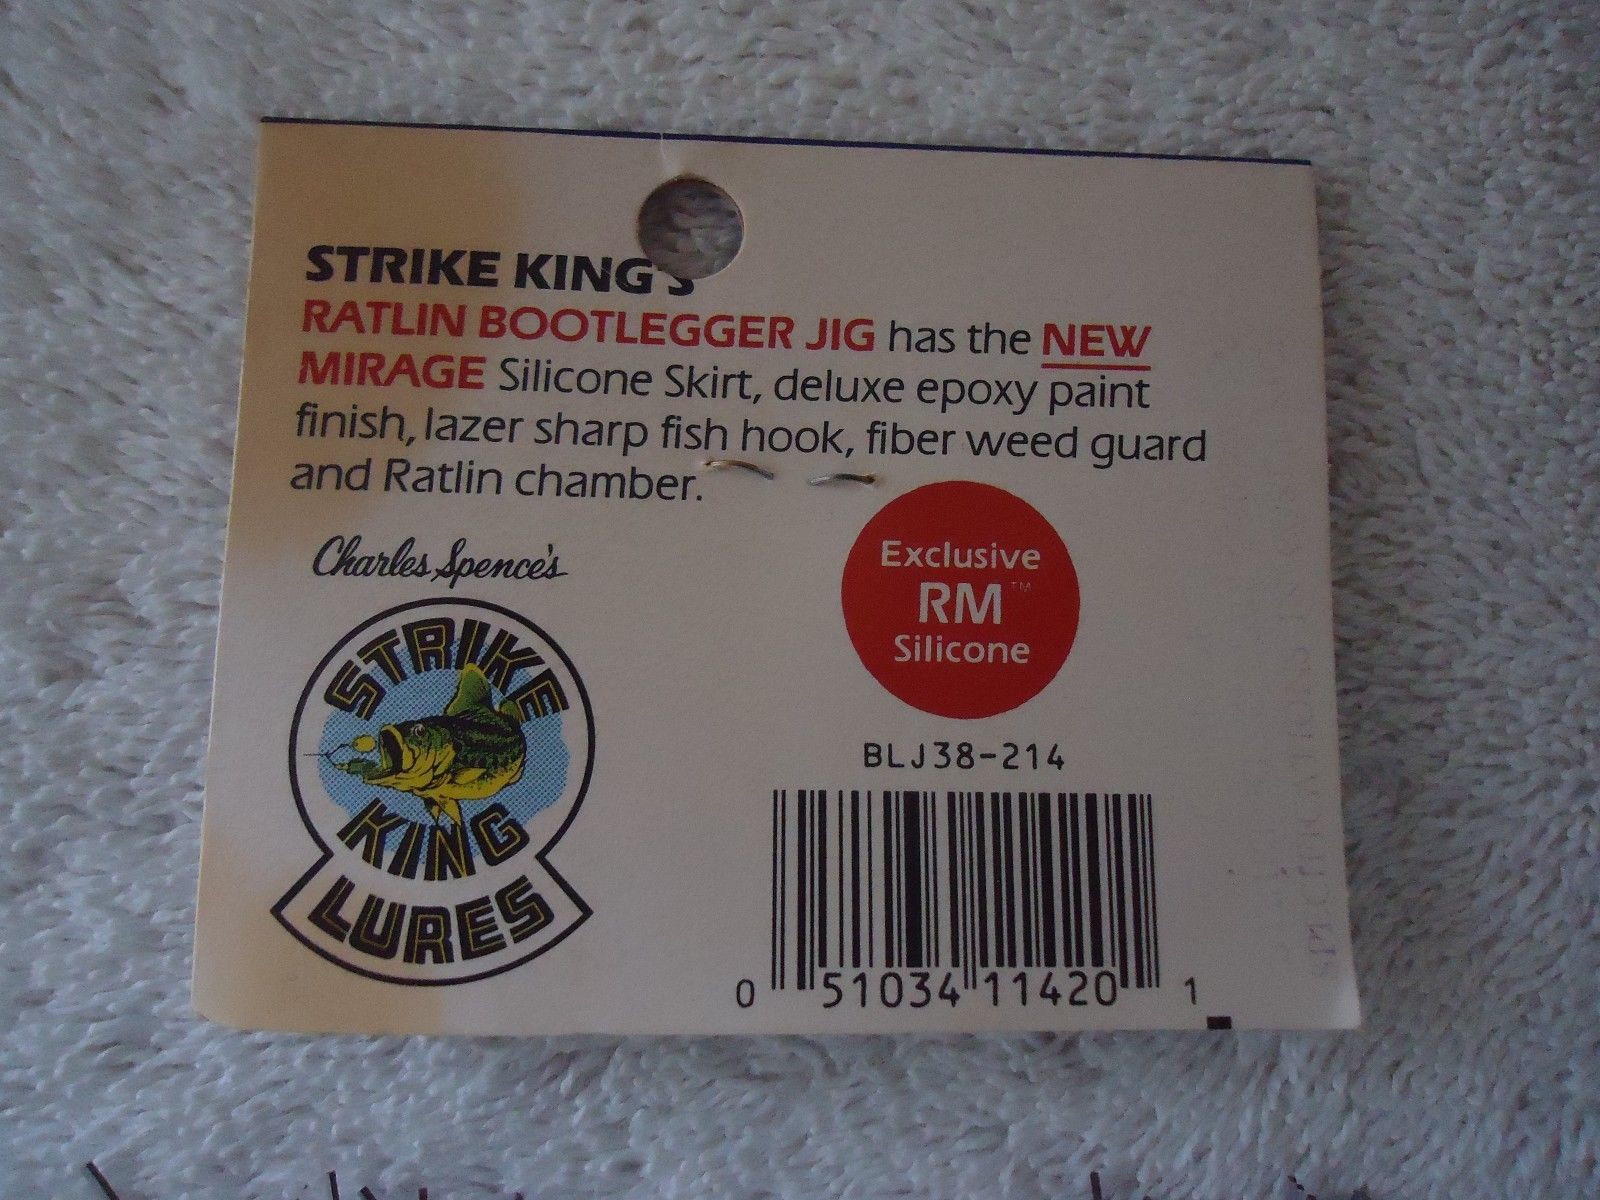 STRIKE KING'S
RATLIN BOOTLEGGER JIG has the NEW
MIRAGE Silicone Skirt, deluxe epoxy paint
finish, lazer sharp fish hook, fiber weed guard
and Ratlin chamber.
Charles Spence's
STRIKE
KING
LURES
Exclusive
RM™
Silicone
BLJ38-214
0 51034 11420 1